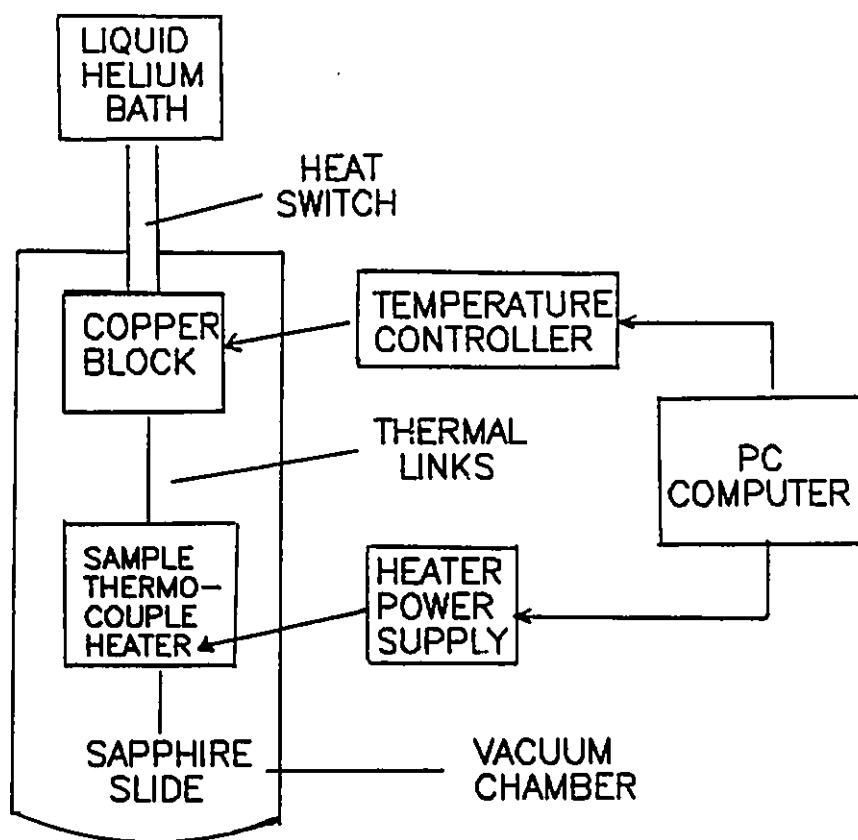 LIQUID
HELIUM
BATH
HEAT
SWITCH
COPPER
BLOCK
TEMPERATURE
CONTROLLER
THERMAL
LINKS
PC
COMPUTER
SAMPLE
THERMO-
COUPLE
HEATER
HEATER
POWER
SUPPLY
SAPPHIRE
SLIDE
VACUUM
CHAMBER